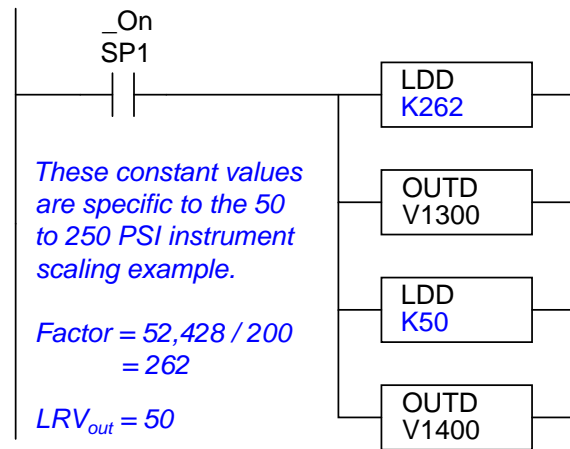 _On
SP1
LDD
K262
These constant values
are specific to the 50
to 250 PSI instrument
scaling example.
OUTD
V1300
LDD
K50
Factor = 52,428 / 200
= 262
OUTD
V1400
LRVout = 50